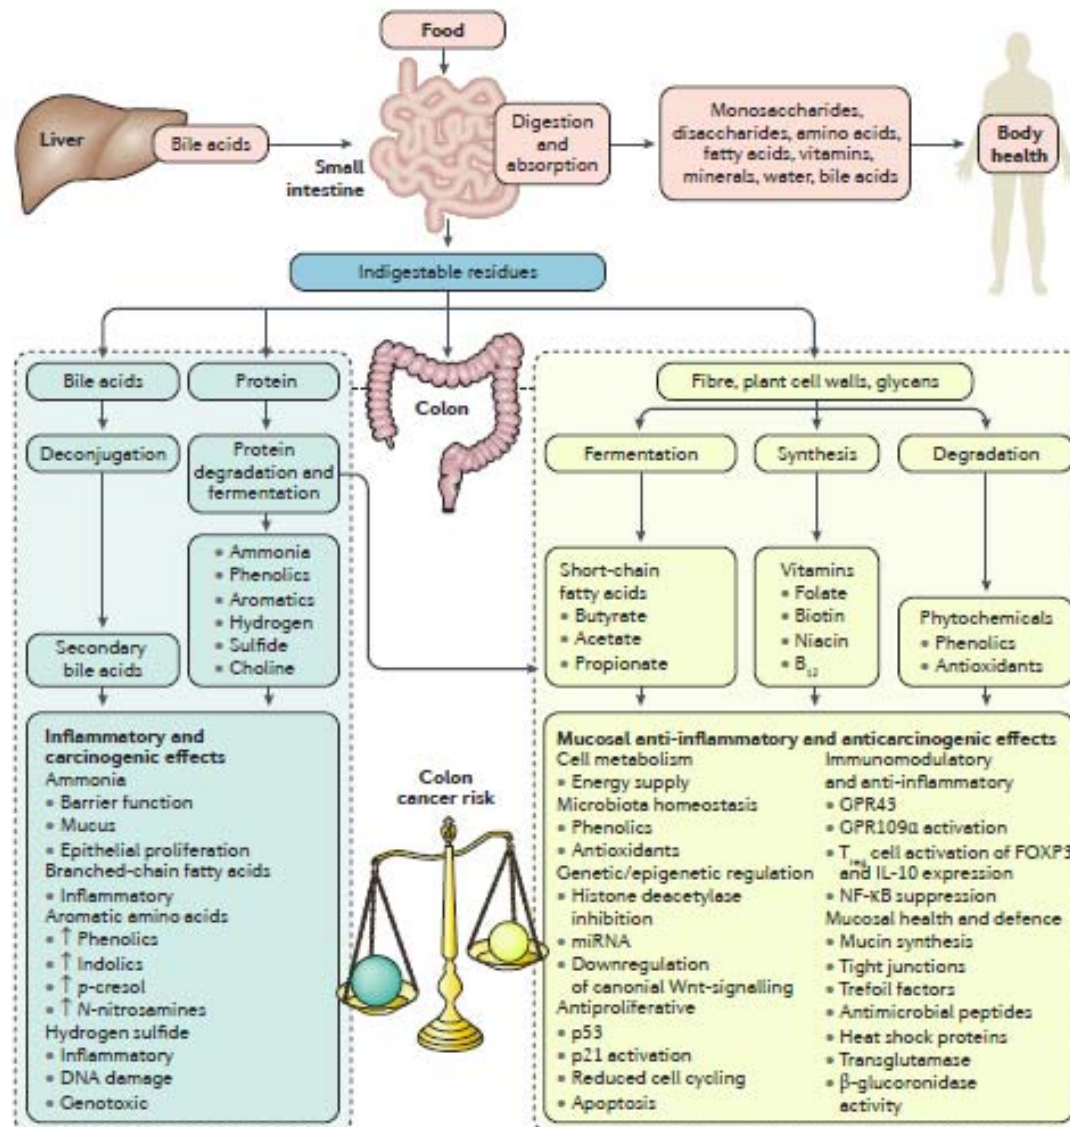 Food
Liver
Bile acids
Small
intestine
Digestion
and
absorption
Monosaccharides,
disaccharides, amino acids,
fatty acids, vitamins,
minerals, water, bile acids
Body
health
Indigestable residues
Bile acids
Protein
Colon
Fibre, plant cell walls, glycans
Deconjugation
Protein
degradation and
fermentation
Fermentation
Synthesis
Degradation
• Ammonia
• Phenolics
• Aromatics
• Hydrogen
• Sulfide
• Choline
Secondary
bile acids
Short-chain
fatty acids
• Butyrate
• Acetate
• Propionate
Vitamins
• Folate
• Biotin
• Niacin
• B₁₂
Phytochemicals
• Phenolics
• Antioxidants
Inflammatory and
carcinogenic effects
Ammonia
• Barrier function
• Mucus
• Epithelial proliferation
Branched-chain fatty acids
• Inflammatory
Aromatic amino acids
• ↑ Phenolics
• ↑ Indolics
• ↑ p-cresol
• ↑ N-nitrosamines
Hydrogen sulfide
• Inflammatory
• DNA damage
• Genotoxic
Colon
cancer risk
Mucosal anti-inflammatory and anticarcinogenic effects
Cell metabolism
• Energy supply
Microbiota homeostasis
• Phenolics
• Antioxidants
Genetic/epigenetic regulation
• Histone deacetylase
inhibition
• miRNA
• Downregulation
of canonial Wnt-signalling
Antiproliferative
• p53
• p21 activation
• Reduced cell cycling
• Apoptosis
Immunomodulatory
and anti-inflammatory
• GPR43
• GPR109α activation
• Treg cell activation of FOXP3
and IL-10 expression
• NF-κB suppression
Mucosal health and defence
• Mucin synthesis
• Tight junctions
• Trefoil factors
• Antimicrobial peptides
• Heat shock proteins
• Transglutamase
• β-glucoronidase
activity